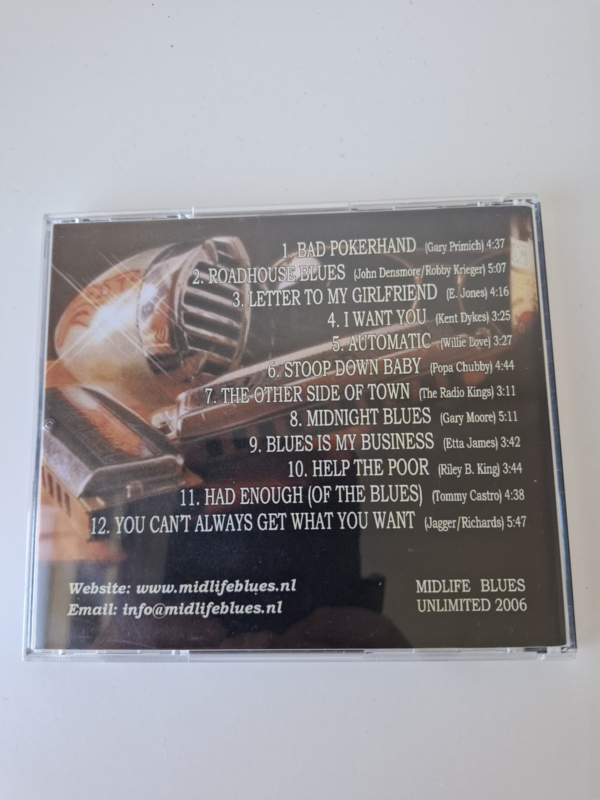 1. BAD POKERHAND (Gary Primich) 4:37
2. ROADHOUSE BLUES (John Densmore/Robby Krieger) 5:07
3. LETTER TO MY GIRLFRIEND (E. Jones) 4:16
4. I WANT YOU (Kent Dykes) 3:25
5. AUTOMATIC (Willie Love) 3:27
6. STOOP DOWN BABY (Popa Chubby) 4:44
7. THE OTHER SIDE OF TOWN (The Radio Kings) 3:11
8. MIDNIGHT BLUES (Gary Moore) 5:11
9. BLUES IS MY BUSINESS (Etta James) 3:42
10. HELP THE POOR (Riley B. King) 3:44
11. HAD ENOUGH (OF THE BLUES) (Tommy Castro) 4:38
12. YOU CAN'T ALWAYS GET WHAT YOU WANT (Jagger/Richards) 5:47
Website: www.midlifeblues.nl
Email: info@midlifeblues.nl
MIDLIFE BLUES
UNLIMITED 2006